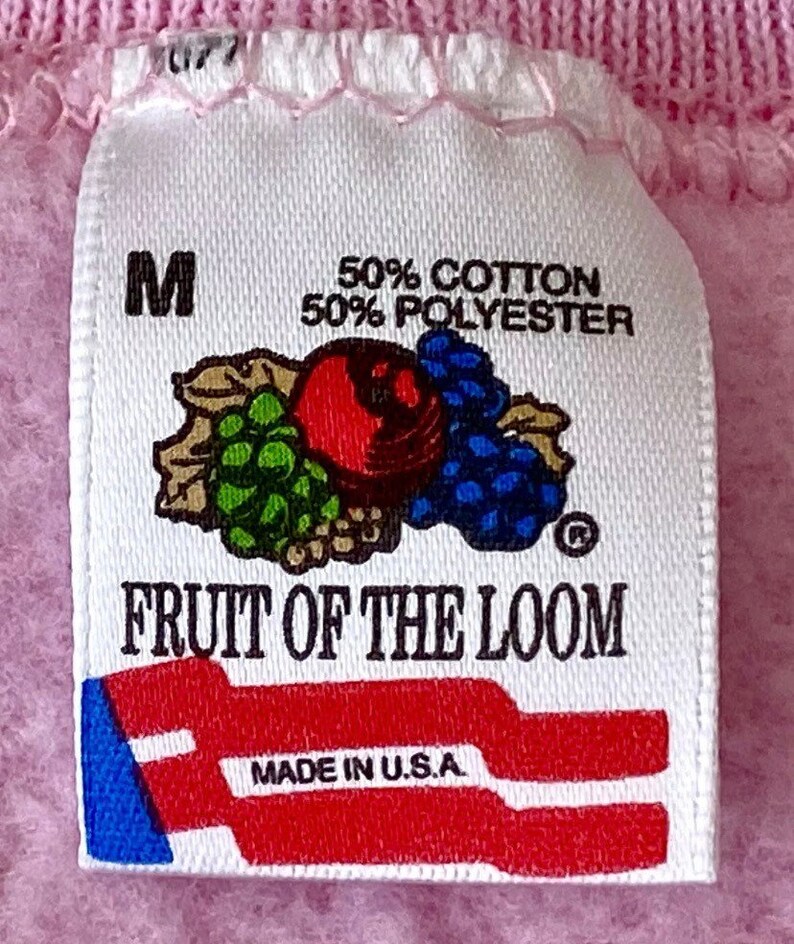 M
50% COTTON
50% POLYESTER
®
FRUIT OF THE LOOM
MADE IN U.S.A.